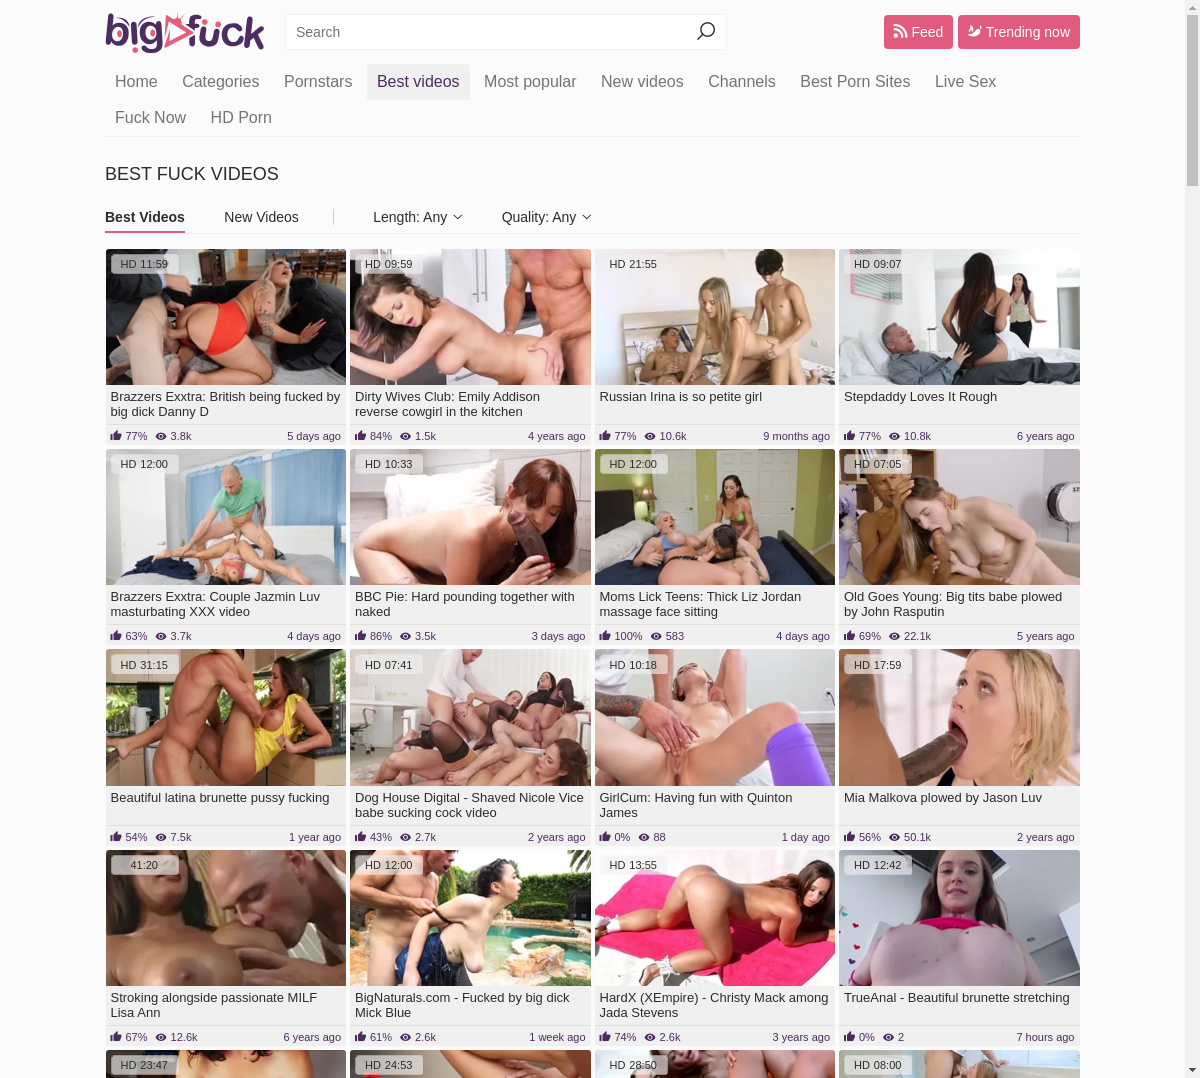 bigfuck
Search
Feed
Trending now
Home Categories Pornstars Best videos Most popular New videos Channels Best Porn Sites Live Sex
Fuck Now HD Porn
BEST FUCK VIDEOS
Best Videos New Videos Length: Any Quality: Any
HD 11:59 HD 09:59 HD 21:55 HD 09:07
Brazzers Exxtra: British being fucked by
big dick Danny D
77% 3.8k 5 days ago
Dirty Wives Club: Emily Addison
reverse cowgirl in the kitchen
84% 1.5k 4 years ago
Russian Irina is so petite girl
77% 10.6k 9 months ago
Stepdaddy Loves It Rough
77% 10.8k 6 years ago
HD 12:00 HD 10:33 HD 12:00 HD 07:05
Brazzers Exxtra: Couple Jazmin Luv
masturbating XXX video
63% 3.7k 4 days ago
BBC Pie: Hard pounding together with
naked
86% 3.5k 3 days ago
Moms Lick Teens: Thick Liz Jordan
massage face sitting
100% 583 4 days ago
Old Goes Young: Big tits babe plowed
by John Rasputin
69% 22.1k 5 years ago
HD 31:15 HD 07:41 HD 10:18 HD 17:59
Beautiful latina brunette pussy fucking
54% 7.5k 1 year ago
Dog House Digital - Shaved Nicole Vice
babe sucking cock video
43% 2.7k 2 years ago
GirlCum: Having fun with Quinton
James
0% 88 1 day ago
Mia Malkova plowed by Jason Luv
56% 50.1k 2 years ago
41:20 HD 12:00 HD 13:55 HD 12:42
Stroking alongside passionate MILF
Lisa Ann
67% 12.6k 6 years ago
BigNaturals.com - Fucked by big dick
Mick Blue
61% 2.6k 1 week ago
HardX (XEmpire) - Christy Mack among
Jada Stevens
74% 2.6k 3 years ago
TrueAnal - Beautiful brunette stretching
0% 2 7 hours ago
HD 23:47 HD 24:53 HD 28:50 HD 08:00